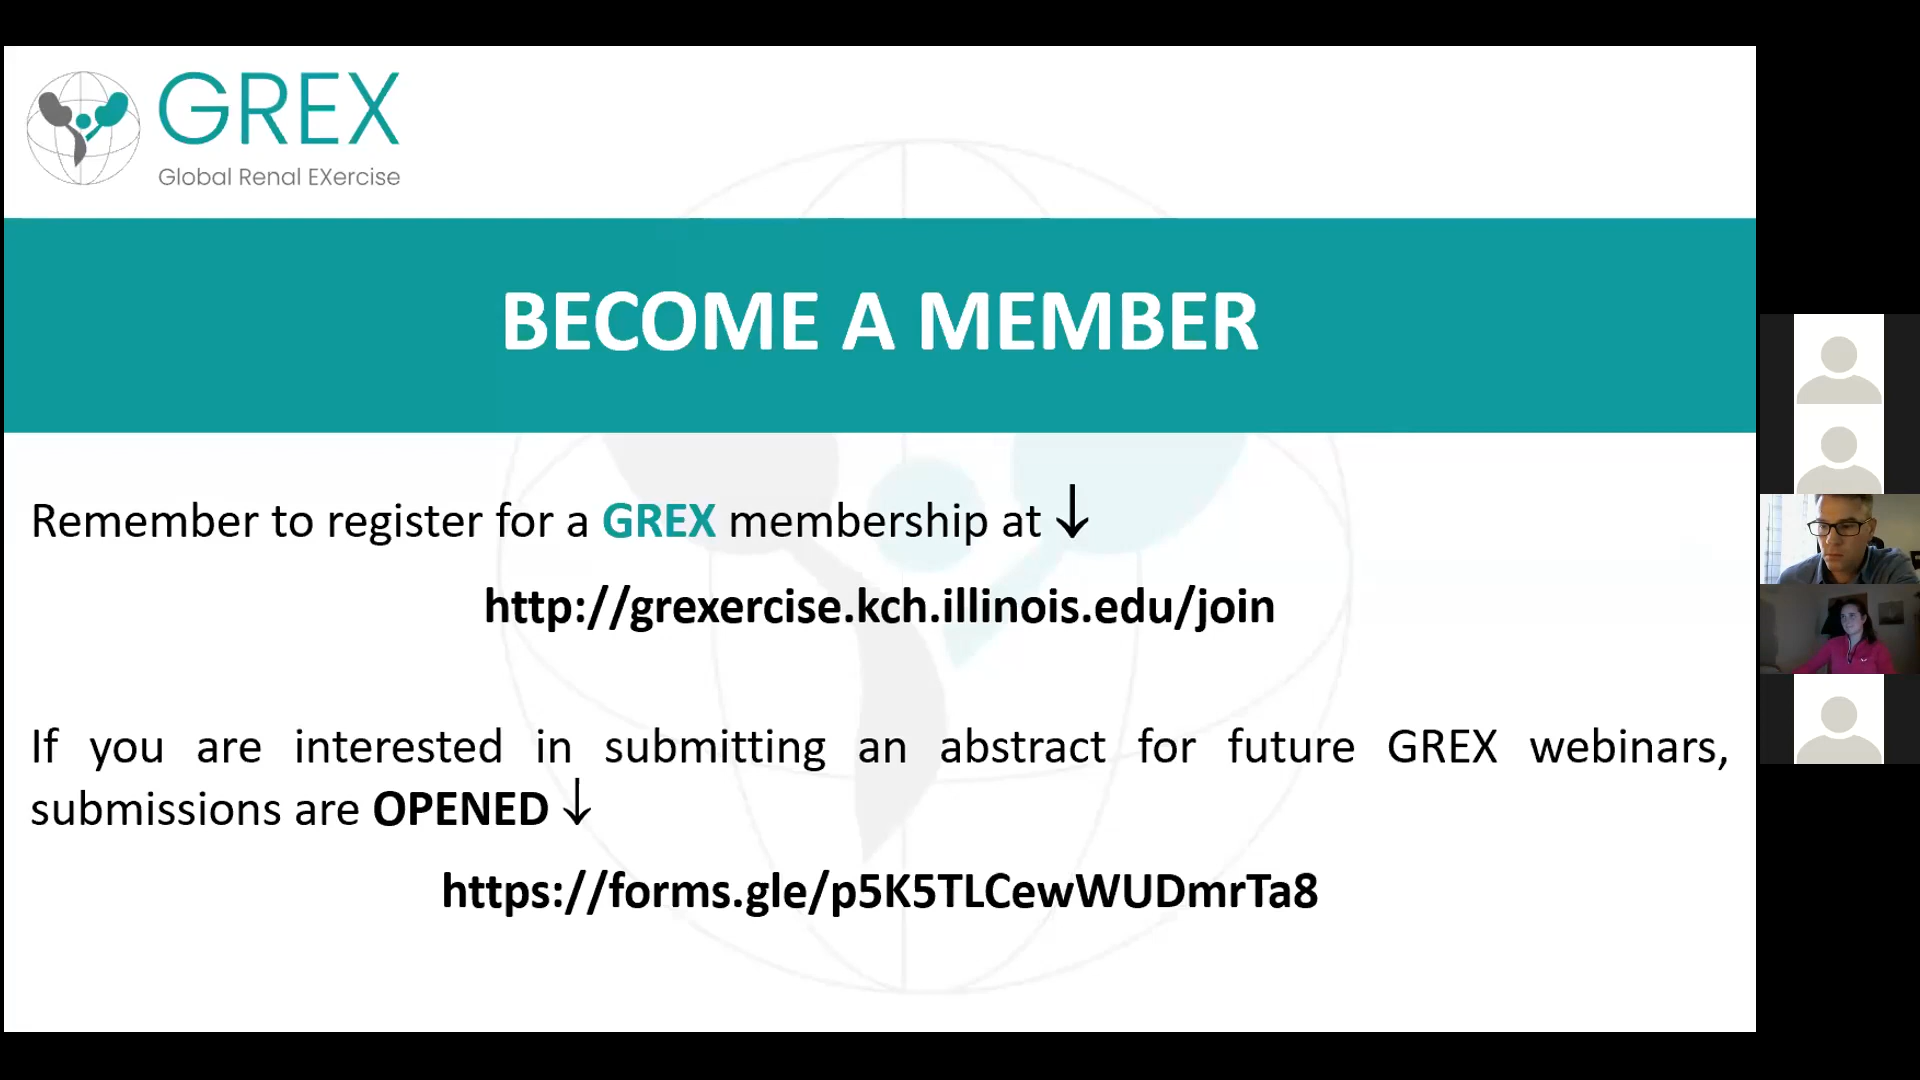 GREX
Global Renal EXercise
BECOME A MEMBER
Remember to register for a GREX membership at ↓
http://grexercise.kch.illinois.edu/join
If you are interested in submitting an abstract for future GREX webinars,
submissions are OPENED ↓
https://forms.gle/p5K5TLCewWUDmrTa8